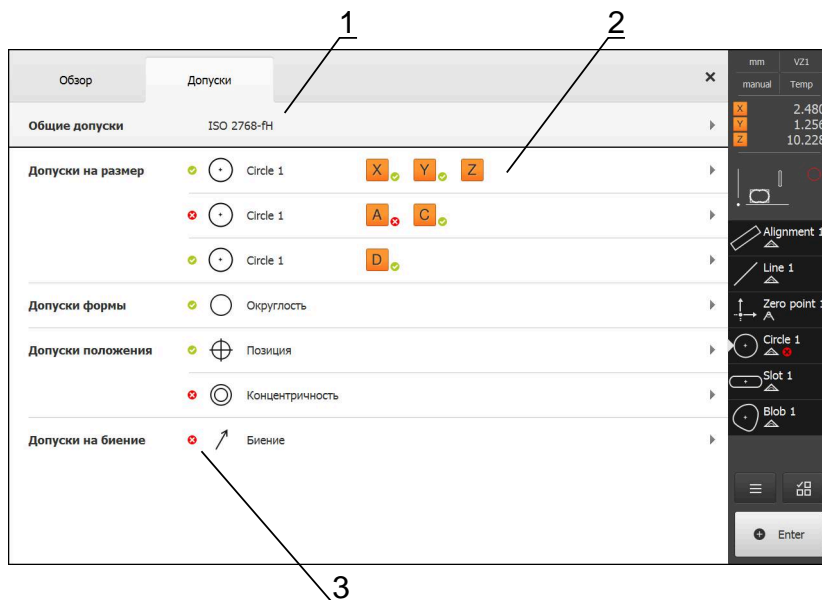 1
2
Обзор
Допуски
×
Общие допуски
ISO 2768-fH
Допуски на размер
Circle 1
X
Y
Z
Circle 1
A
C
Circle 1
D
Допуски формы
Округлость
Допуски положения
Позиция
Концентричность
Допуски на биение
Биение
3
mm
VZ1
manual
Temp
X
2.480
Y
1.256
Z
10.228
Alignment 1
Line 1
Zero point 1
Circle 1
Slot 1
Blob 1
Enter